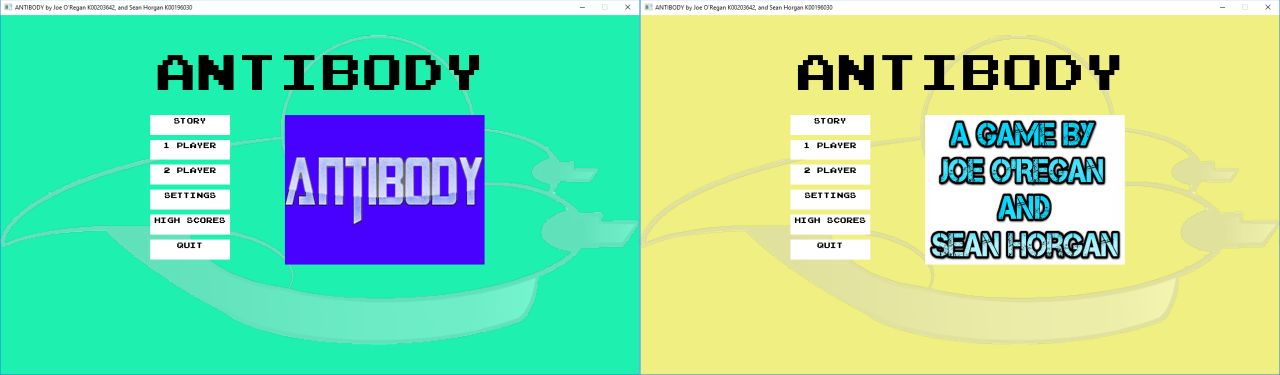 ANTIBODY by Joe O'Regan K00203642, and Sean Horgan K00196030
ANTIBODY
STORY
1 PLAYER
2 PLAYER
SETTINGS
HIGH SCORES
QUIT
ANTIBODY
ANTIBODY by Joe O'Regan K00203642, and Sean Horgan K00196030
ANTIBODY
STORY
1 PLAYER
2 PLAYER
SETTINGS
HIGH SCORES
QUIT
A GAME BY
JOE O'REGAN
AND
SEAN HORGAN